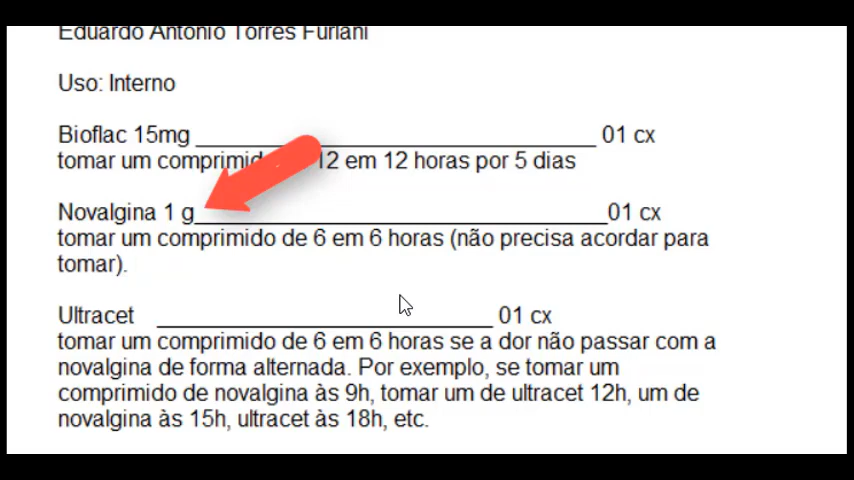 Eduardo Antonio Torres Furlani
Uso: Interno
Bioflac 15mg ________________________________ 01 cx
tomar um comprimido 12 em 12 horas por 5 dias
Novalgina 1 g_________________________________01 cx
tomar um comprimido de 6 em 6 horas (não precisa acordar para
tomar).
Ultracet ___________________________ 01 cx
tomar um comprimido de 6 em 6 horas se a dor não passar com a
novalgina de forma alternada. Por exemplo, se tomar um
comprimido de novalgina às 9h, tomar um de ultracet 12h, um de
novalgina às 15h, ultracet às 18h, etc.